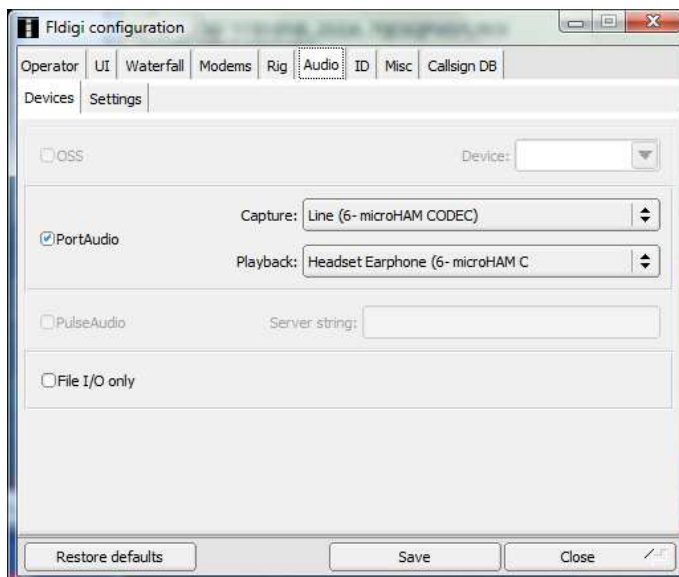 Fldigi configuration
Operator UI Waterfall Modems Rig Audio ID Misc Callsign DB
Devices Settings
OSS Device:
Capture: Line (6- microHAM CODEC)
PortAudio
Playback: Headset Earphone (6- microHAM C
PulseAudio Server string:
File I/O only
Restore defaults Save Close